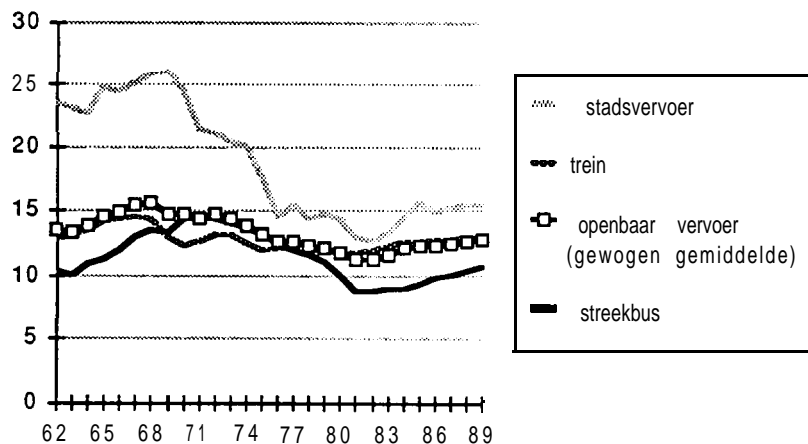 30
25
20
15
10
5
0
62 65 68 71 74 77 80 83 86 89
stadsvervoer
trein
openbaar vervoer
(gewogen gemiddelde)
streekbus